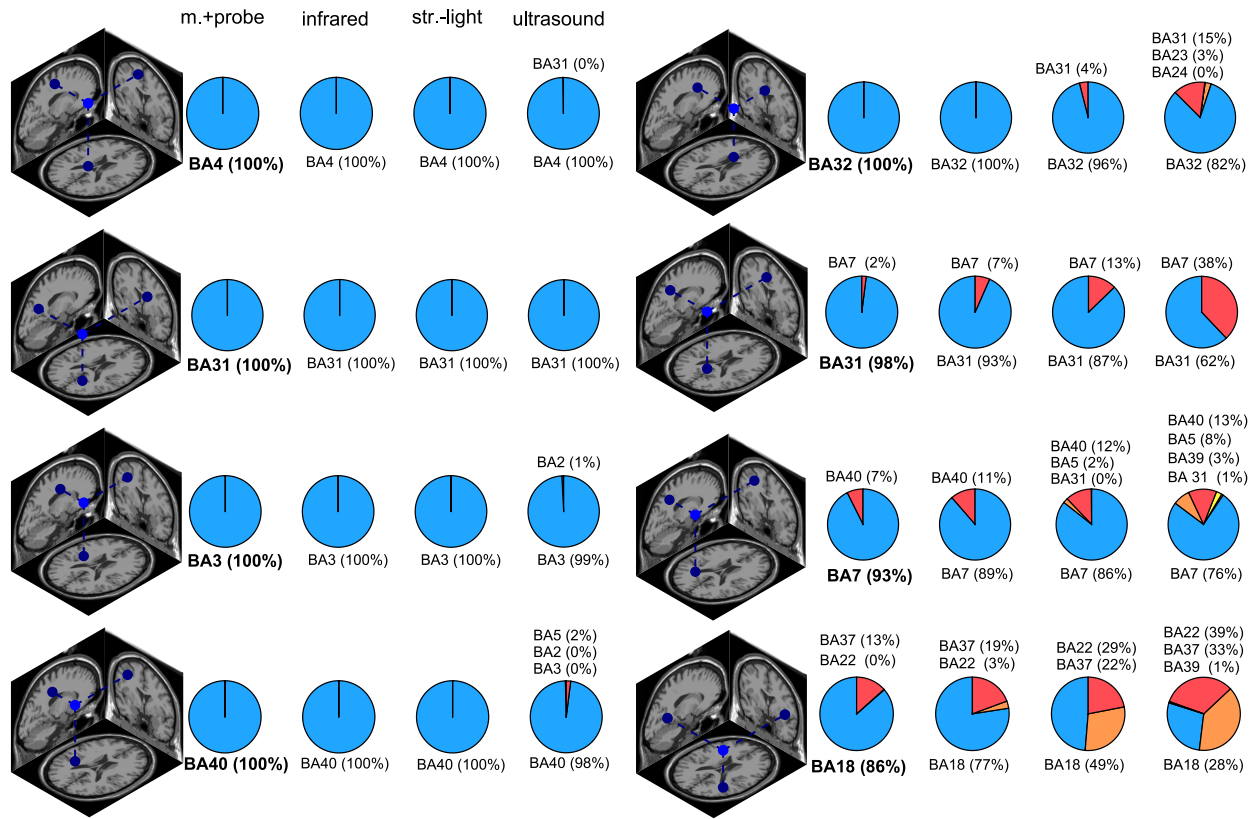 m.+probe infrared str.-light ultrasound
BA31 (0%)
BA4 (100%) BA4 (100%) BA4 (100%) BA4 (100%)
BA31 (100%) BA31 (100%) BA31 (100%) BA31 (100%)
BA2 (1%)
BA3 (100%) BA3 (100%) BA3 (100%) BA3 (99%)
BA5 (2%)
BA2 (0%)
BA3 (0%)
BA40 (100%) BA40 (100%) BA40 (100%) BA40 (98%)
BA31 (4%)
BA31 (15%)
BA23 (3%)
BA24 (0%)
BA32 (100%) BA32 (100%) BA32 (96%) BA32 (82%)
BA7 (2%) BA7 (7%) BA7 (13%) BA7 (38%)
BA31 (98%) BA31 (93%) BA31 (87%) BA31 (62%)
BA40 (7%)
BA40 (11%)
BA40 (12%)
BA5 (2%)
BA31 (0%)
BA40 (13%)
BA5 (8%)
BA39 (3%)
BA 31 (1%)
BA7 (93%) BA7 (89%) BA7 (86%) BA7 (76%)
BA37 (13%)
BA22 (0%)
BA37 (19%)
BA22 (3%)
BA22 (29%)
BA37 (22%)
BA22 (39%)
BA37 (33%)
BA39 (1%)
BA18 (86%) BA18 (77%) BA18 (49%) BA18 (28%)